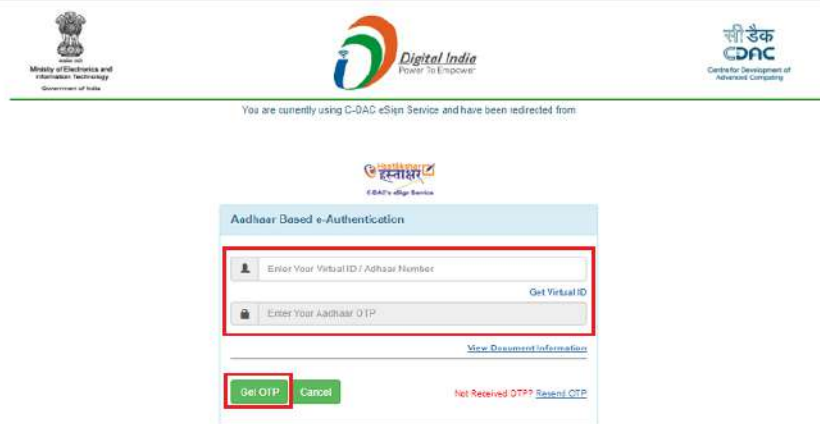 Ministry of Electronics and
Information Technology
Government of India
Digital India
Power To Empower
सी डैक
CDAC
Centre for Development of
Advanced Computing
You are currently using C-DAC eSign Service and have been redirected from
हस्ताक्षर
C-DAC's eSign Service
Aadhaar Based e-Authentication
Enter Your Virtual ID / Adhaar Number
Get Virtual ID
Enter Your Aadhaar OTP
View Document Information
Get OTP
Cancel
Not Received OTP? Resend OTP